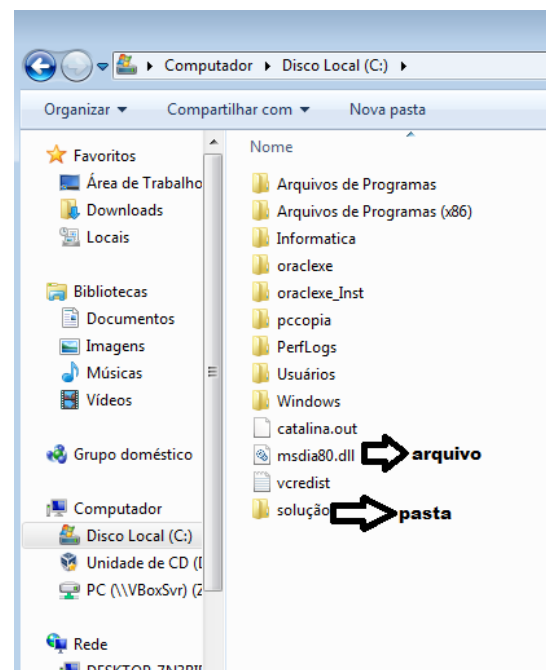 Computador Disco Local (C:)
Organizar Compartilhar com Nova pasta
Favoritos
Área de Trabalho
Downloads
Locais
Bibliotecas
Documentos
Imagens
Músicas
Vídeos
Grupo doméstico
Computador
Disco Local (C:)
Unidade de CD (
PC (\\VBoxSvr) (
Rede
Nome
Arquivos de Programas
Arquivos de Programas (x86)
Informatica
oraclexe
oraclexe_Inst
pccopia
PerfLogs
Usuários
Windows
catalina.out
msdia80.dll arquivo
vcredist
solução pasta